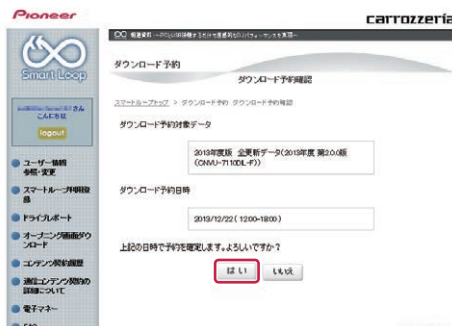 Pioneer
carrozzeria
Smart Loop
さん
こんにちは
logout
ユーザー情報
参照・変更
スマートループ利用登
録
ドライブレポート
オープニング画面ダウ
ンロード
コンテンツ契約履歴
通信コンテンツ契約の
詳細について
電子マネー
FAQ
ダウンロード予約
ダウンロード予約確認
スマートループトップ > ダウンロード予約 ダウンロード予約確認
ダウンロード予約対象データ
2013年度版 全更新データ(2013年度 第2.0.0版
(CNVU-7110DL-F))
ダウンロード予約日時
2013/12/22 ( 12:00-18:00 )
上記の日時で予約を確定します。よろしいですか？
はい
いいえ